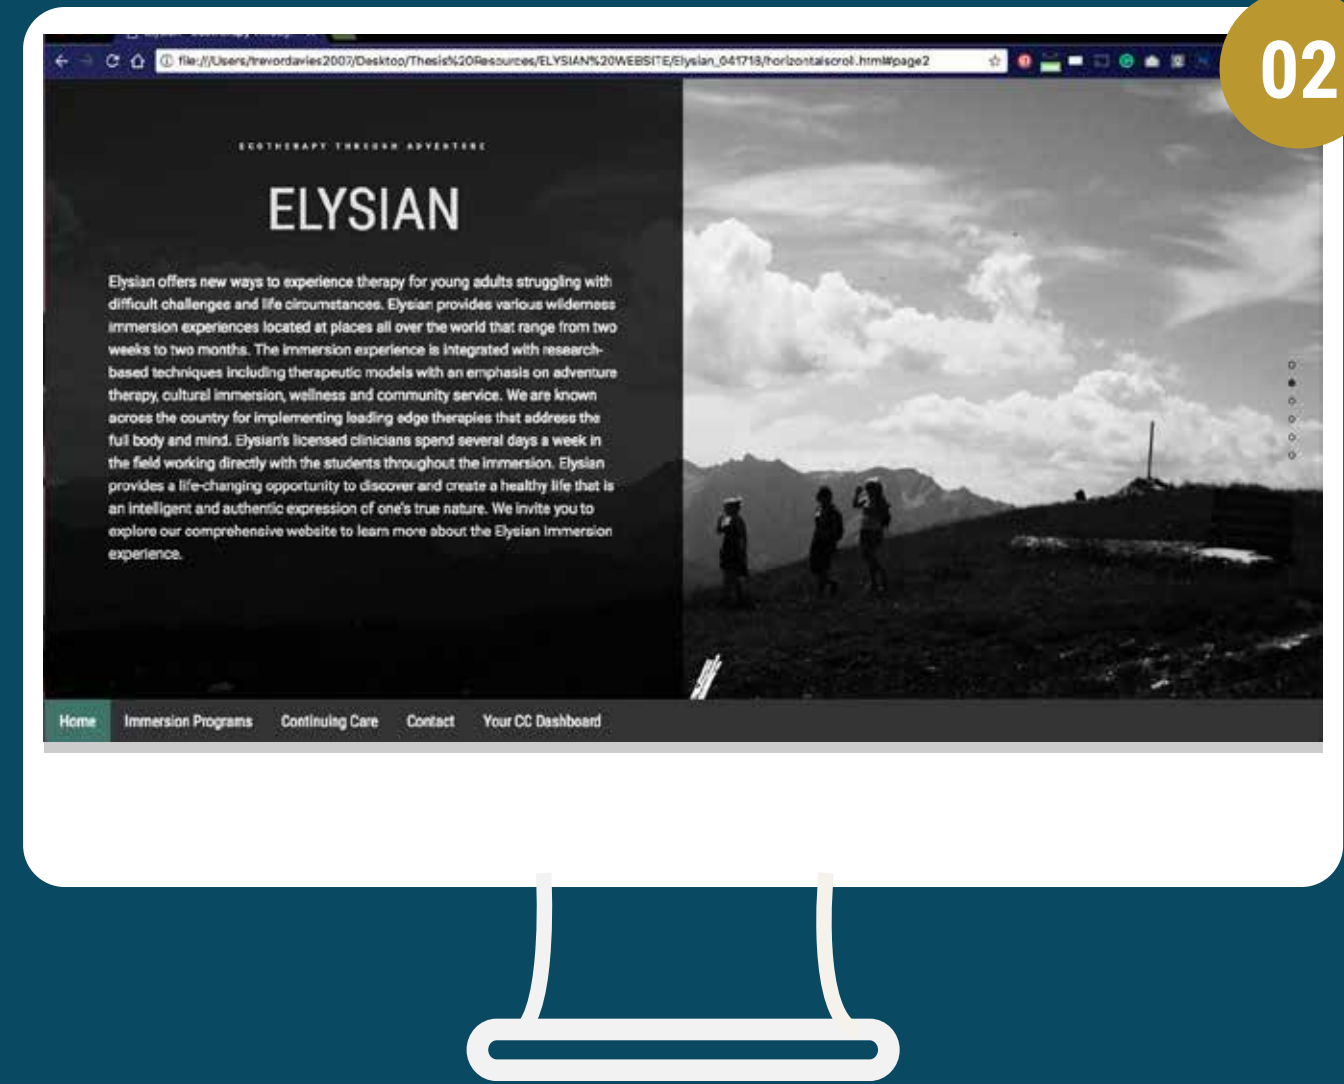 02
file:///Users/trevordavies2007/Desktop/Thesis%20Resources/ELYSIAN%20WEBSITE/Elysian_041718/horizontalscroll.html#page2
ECOTHERAPY THROUGH ADVENTURE
ELYSIAN
Elysian offers new ways to experience therapy for young adults struggling with
difficult challenges and life circumstances. Elysian provides various wilderness
immersion experiences located at places all over the world that range from two
weeks to two months. The immersion experience is integrated with research-
based techniques including therapeutic models with an emphasis on adventure
therapy, cultural immersion, wellness and community service. We are known
across the country for implementing leading edge therapies that address the
full body and mind. Elysian's licensed clinicians spend several days a week in
the field working directly with the students throughout the immersion. Elysian
provides a life-changing opportunity to discover and create a healthy life that is
an intelligent and authentic expression of one's true nature. We invite you to
explore our comprehensive website to learn more about the Elysian Immersion
experience.
Home Immersion Programs Continuing Care Contact Your CC Dashboard